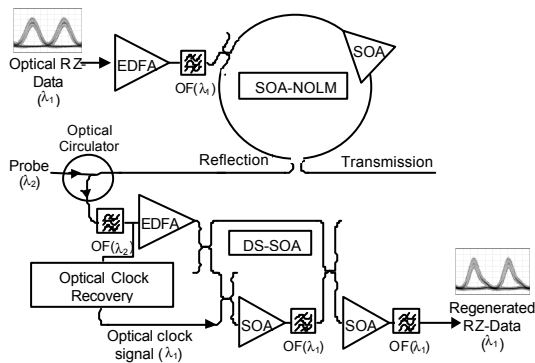 Optical RZ-
Data
(λ1)
EDFA
OF(λ1)
SOA
SOA-NOLM
Optical
Circulator
Probe
(λ2)
Reflection
Transmission
OF(λ2)
EDFA
DS-SOA
Optical Clock
Recovery
Optical clock
signal (λ1)
SOA
OF(λ1)
SOA
OF(λ1)
Regenerated
RZ-Data
(λ1)